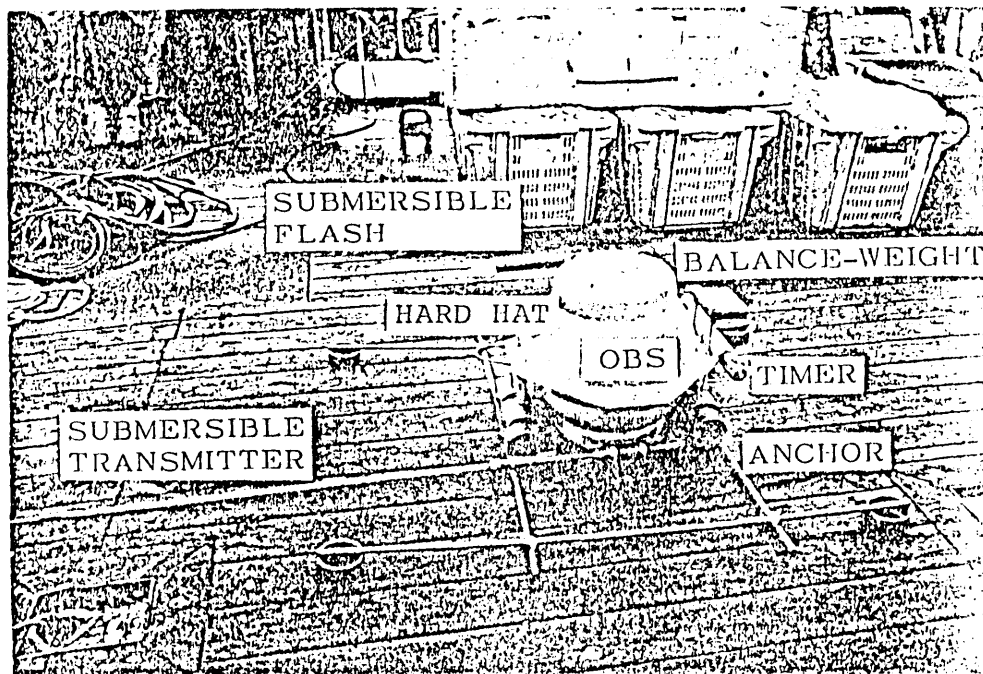 SUBMERSIBLE
FLASH
BALANCE-WEIGHT
HARD HAT
OBS
TIMER
SUBMERSIBLE
TRANSMITTER
ANCHOR